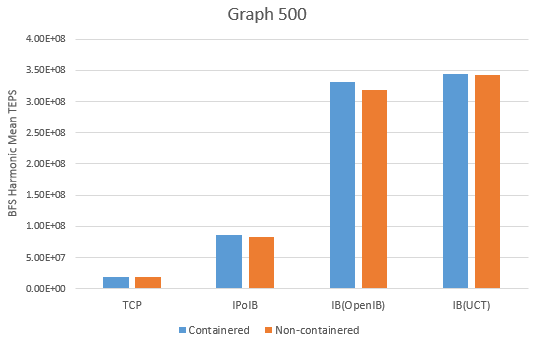 Graph 500
BFS Harmonic Mean TEPS
4.00E+08
3.50E+08
3.00E+08
2.50E+08
2.00E+08
1.50E+08
1.00E+08
5.00E+07
0.00E+00
TCP IPoIB IB(OpenIB) IB(UCT)
Containered Non-containered